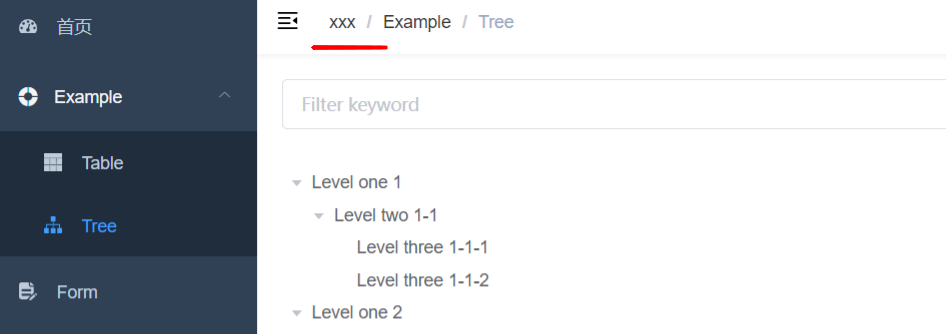 首页
Example
Table
Tree
Form
xxx / Example / Tree
Filter keyword
Level one 1
Level two 1-1
Level three 1-1-1
Level three 1-1-2
Level one 2